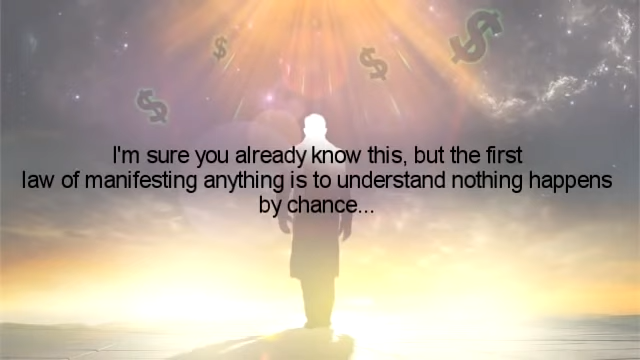 I'm sure you already know this, but the first
law of manifesting anything is to understand nothing happens
by chance...